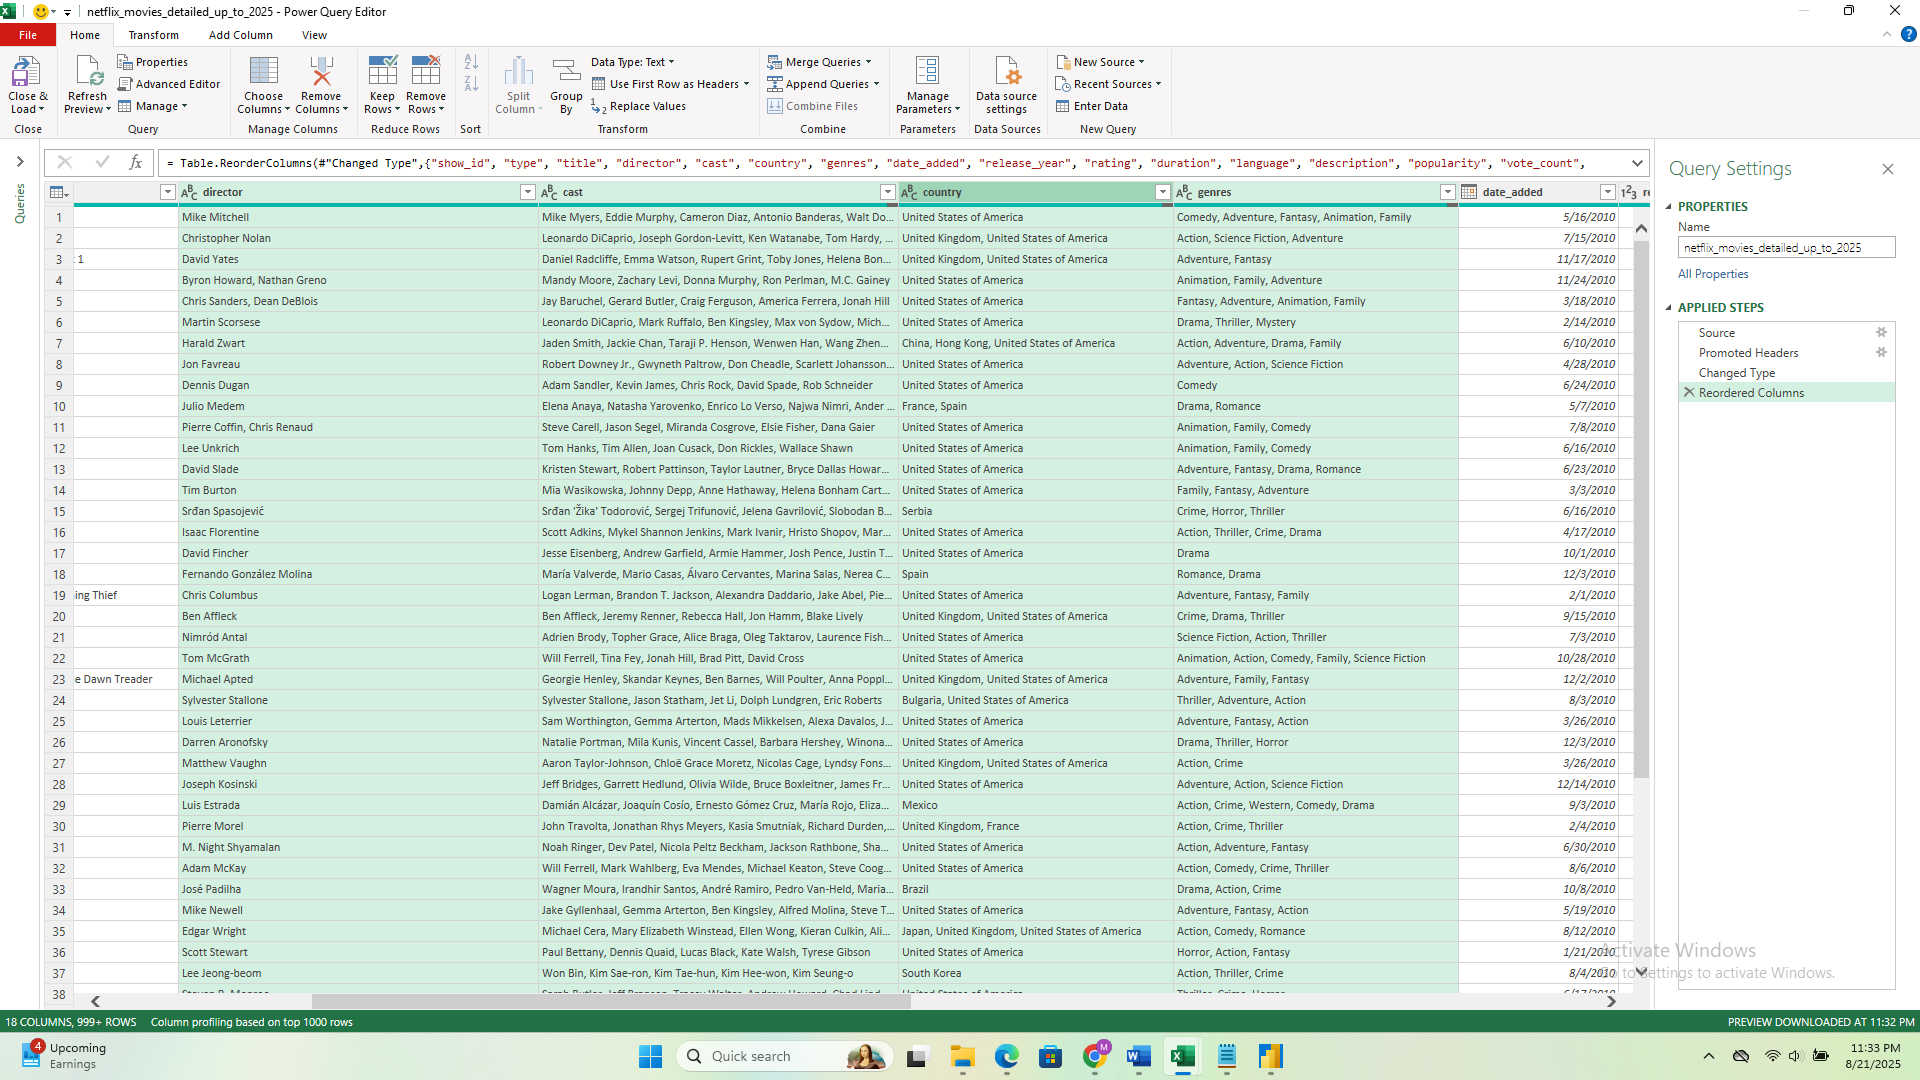 netflix_movies_detailed_up_to_2025 - Power Query Editor
File Home Transform Add Column View
Close & Load
Close
Refresh Preview
Properties
Advanced Editor
Manage
Query
Choose Columns
Remove Columns
Manage Columns
Keep Rows
Remove Rows
Reduce Rows
Sort
Split Column
Group By
Data Type: Text
Use First Row as Headers
Replace Values
Transform
Merge Queries
Append Queries
Combine Files
Combine
Manage Parameters
Parameters
Data source settings
Data Sources
New Source
Recent Sources
Enter Data
New Query
Queries
fx = Table.ReorderColumns(#"Changed Type",{"show_id", "type", "title", "director", "cast", "country", "genres", "date_added", "release_year", "rating", "duration", "language", "description", "popularity", "vote_count",
director cast country genres date_added re
1 Mike Mitchell Mike Myers, Eddie Murphy, Cameron Diaz, Antonio Banderas, Walt Do... United States of America Comedy, Adventure, Fantasy, Animation, Family 5/16/2010
2 Christopher Nolan Leonardo DiCaprio, Joseph Gordon-Levitt, Ken Watanabe, Tom Hardy, ... United Kingdom, United States of America Action, Science Fiction, Adventure 7/15/2010
3 : 1 David Yates Daniel Radcliffe, Emma Watson, Rupert Grint, Toby Jones, Helena Bon... United Kingdom, United States of America Adventure, Fantasy 11/17/2010
4 Byron Howard, Nathan Greno Mandy Moore, Zachary Levi, Donna Murphy, Ron Perlman, M.C. Gainey United States of America Animation, Family, Adventure 11/24/2010
5 Chris Sanders, Dean DeBlois Jay Baruchel, Gerard Butler, Craig Ferguson, America Ferrera, Jonah Hill United States of America Fantasy, Adventure, Animation, Family 3/18/2010
6 Martin Scorsese Leonardo DiCaprio, Mark Ruffalo, Ben Kingsley, Max von Sydow, Mich... United States of America Drama, Thriller, Mystery 2/14/2010
7 Harald Zwart Jaden Smith, Jackie Chan, Taraji P. Henson, Wenwen Han, Wang Zhen... China, Hong Kong, United States of America Action, Adventure, Drama, Family 6/10/2010
8 Jon Favreau Robert Downey Jr., Gwyneth Paltrow, Don Cheadle, Scarlett Johansson... United States of America Adventure, Action, Science Fiction 4/28/2010
9 Dennis Dugan Adam Sandler, Kevin James, Chris Rock, David Spade, Rob Schneider United States of America Comedy 6/24/2010
10 Julio Medem Elena Anaya, Natasha Yarovenko, Enrico Lo Verso, Najwa Nimri, Ander ... France, Spain Drama, Romance 5/7/2010
11 Pierre Coffin, Chris Renaud Steve Carell, Jason Segel, Miranda Cosgrove, Elsie Fisher, Dana Gaier United States of America Animation, Family, Comedy 7/8/2010
12 Lee Unkrich Tom Hanks, Tim Allen, Joan Cusack, Don Rickles, Wallace Shawn United States of America Animation, Family, Comedy 6/16/2010
13 David Slade Kristen Stewart, Robert Pattinson, Taylor Lautner, Bryce Dallas Howar... United States of America Adventure, Fantasy, Drama, Romance 6/23/2010
14 Tim Burton Mia Wasikowska, Johnny Depp, Anne Hathaway, Helena Bonham Cart... United States of America Family, Fantasy, Adventure 3/3/2010
15 Srđan Spasojević Srđan 'Žika' Todorović, Sergej Trifunović, Jelena Gavrilović, Slobodan B... Serbia Crime, Horror, Thriller 6/16/2010
16 Isaac Florentine Scott Adkins, Mykel Shannon Jenkins, Mark Ivanir, Hristo Shopov, Mar... United States of America Action, Thriller, Crime, Drama 4/17/2010
17 David Fincher Jesse Eisenberg, Andrew Garfield, Armie Hammer, Josh Pence, Justin T... United States of America Drama 10/1/2010
18 Fernando González Molina María Valverde, Mario Casas, Álvaro Cervantes, Marina Salas, Nerea C... Spain Romance, Drama 12/3/2010
19 ing Thief Chris Columbus Logan Lerman, Brandon T. Jackson, Alexandra Daddario, Jake Abel, Pie... United States of America Adventure, Fantasy, Family 2/1/2010
20 Ben Affleck Ben Affleck, Jeremy Renner, Rebecca Hall, Jon Hamm, Blake Lively United Kingdom, United States of America Crime, Drama, Thriller 9/15/2010
21 Nimród Antal Adrien Brody, Topher Grace, Alice Braga, Oleg Taktarov, Laurence Fish... United States of America Science Fiction, Action, Thriller 7/3/2010
22 Tom McGrath Will Ferrell, Tina Fey, Jonah Hill, Brad Pitt, David Cross United States of America Animation, Action, Comedy, Family, Science Fiction 10/28/2010
23 e Dawn Treader Michael Apted Georgie Henley, Skandar Keynes, Ben Barnes, Will Poulter, Anna Poppl... United Kingdom, United States of America Adventure, Family, Fantasy 12/2/2010
24 Sylvester Stallone Sylvester Stallone, Jason Statham, Jet Li, Dolph Lundgren, Eric Roberts Bulgaria, United States of America Thriller, Adventure, Action 8/3/2010
25 Louis Leterrier Sam Worthington, Gemma Arterton, Mads Mikkelsen, Alexa Davalos, J... United States of America Adventure, Fantasy, Action 3/26/2010
26 Darren Aronofsky Natalie Portman, Mila Kunis, Vincent Cassel, Barbara Hershey, Winona... United States of America Drama, Thriller, Horror 12/3/2010
27 Matthew Vaughn Aaron Taylor-Johnson, Chloë Grace Moretz, Nicolas Cage, Lyndsy Fons... United Kingdom, United States of America Action, Crime 3/26/2010
28 Joseph Kosinski Jeff Bridges, Garrett Hedlund, Olivia Wilde, Bruce Boxleitner, James Fr... United States of America Adventure, Action, Science Fiction 12/14/2010
29 Luis Estrada Damián Alcázar, Joaquín Cosío, Ernesto Gómez Cruz, María Rojo, Eliza... Mexico Action, Crime, Western, Comedy, Drama 9/3/2010
30 Pierre Morel John Travolta, Jonathan Rhys Meyers, Kasia Smutniak, Richard Durden,... United Kingdom, France Action, Crime, Thriller 2/4/2010
31 M. Night Shyamalan Noah Ringer, Dev Patel, Nicola Peltz Beckham, Jackson Rathbone, Sha... United States of America Action, Adventure, Fantasy 6/30/2010
32 Adam McKay Will Ferrell, Mark Wahlberg, Eva Mendes, Michael Keaton, Steve Coog... United States of America Action, Comedy, Crime, Thriller 8/6/2010
33 José Padilha Wagner Moura, Irandhir Santos, André Ramiro, Pedro Van-Held, Maria... Brazil Drama, Action, Crime 10/8/2010
34 Mike Newell Jake Gyllenhaal, Gemma Arterton, Ben Kingsley, Alfred Molina, Steve T... United States of America Adventure, Fantasy, Action 5/19/2010
35 Edgar Wright Michael Cera, Mary Elizabeth Winstead, Ellen Wong, Kieran Culkin, Ali... Japan, United Kingdom, United States of America Action, Comedy, Romance 8/12/2010
36 Scott Stewart Paul Bettany, Dennis Quaid, Lucas Black, Kate Walsh, Tyrese Gibson United States of America Horror, Action, Fantasy 1/21/2010
37 Lee Jeong-beom Won Bin, Kim Sae-ron, Kim Tae-hun, Kim Hee-won, Kim Seung-o South Korea Action, Thriller, Crime 8/4/2010
38 Steven R. Monroe Sarah Butler, Jeff Branson, Tracey Walter, Andrew Howard, Chad Lind... United States of America Thriller, Crime, Horror 6/17/2010
Query Settings
PROPERTIES
Name
netflix_movies_detailed_up_to_2025
All Properties
APPLIED STEPS
Source
Promoted Headers
Changed Type
Reordered Columns
Activate Windows
Go to Settings to activate Windows.
18 COLUMNS, 999+ ROWS Column profiling based on top 1000 rows PREVIEW DOWNLOADED AT 11:32 PM
4 Upcoming
Earnings
Quick search
M
11:33 PM
8/21/2025